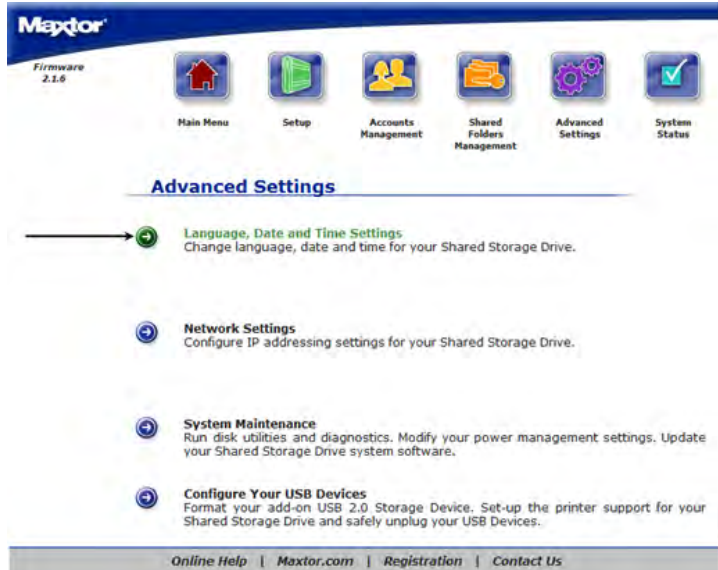 Maxtor
Firmware
2.1.6
Main Menu
Setup
Accounts
Management
Shared
Folders
Management
Advanced
Settings
System
Status
Advanced Settings
Language, Date and Time Settings
Change language, date and time for your Shared Storage Drive.
Network Settings
Configure IP addressing settings for your Shared Storage Drive.
System Maintenance
Run disk utilities and diagnostics. Modify your power management settings. Update
your Shared Storage Drive system software.
Configure Your USB Devices
Format your add-on USB 2.0 Storage Device. Set-up the printer support for your
Shared Storage Drive and safely unplug your USB Devices.
Online Help | Maxtor.com | Registration | Contact Us